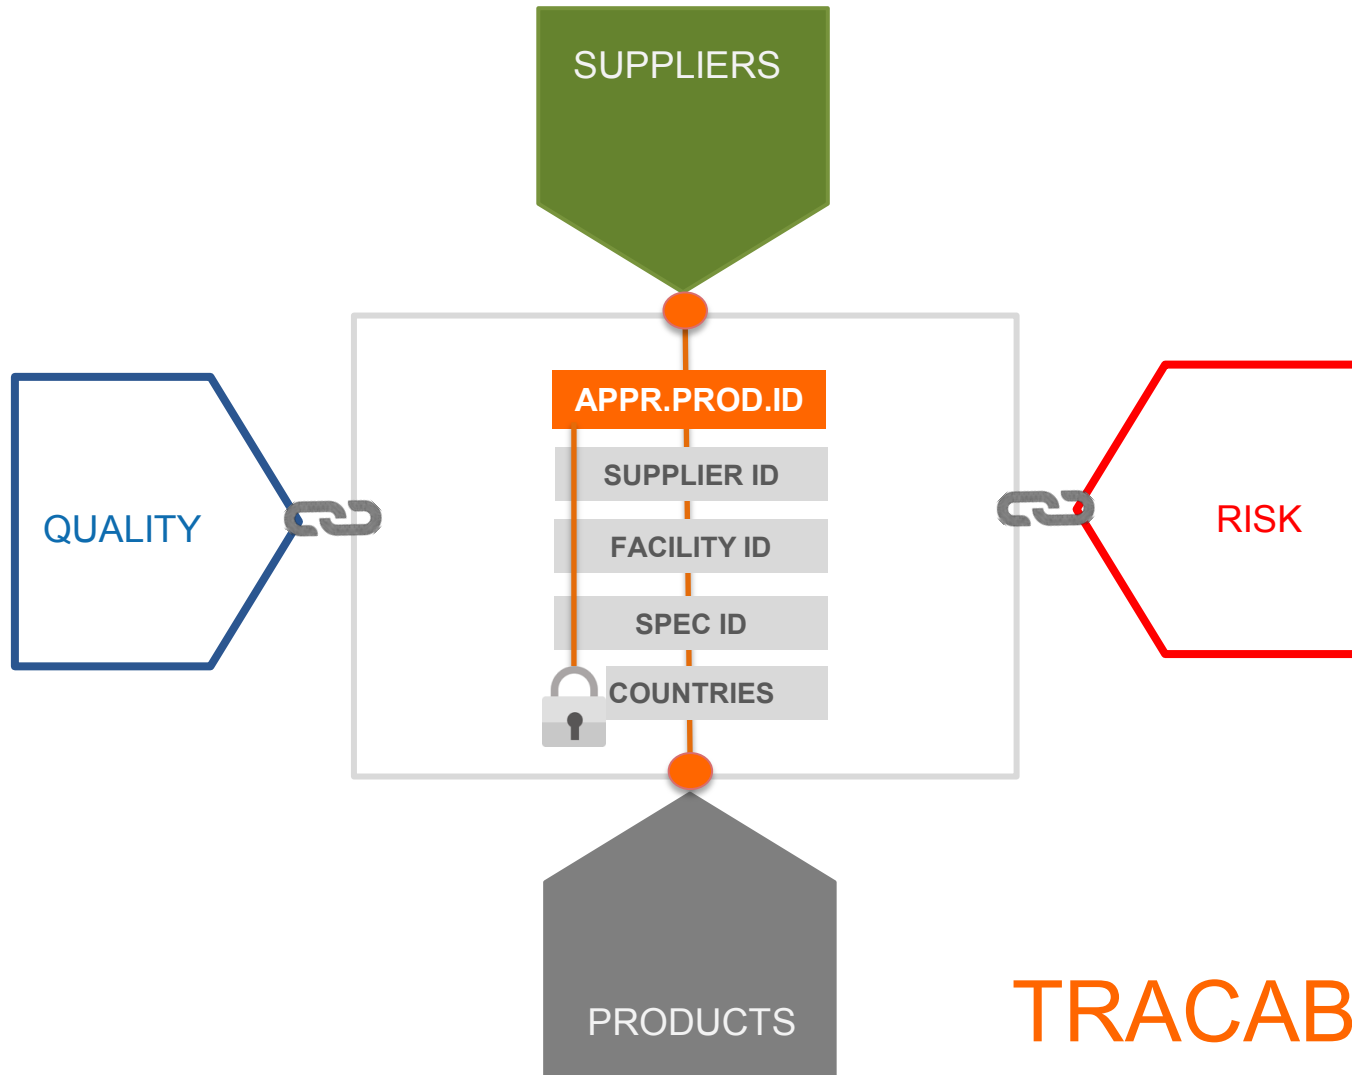 SUPPLIERS
APPR.PROD.ID
SUPPLIER ID
FACILITY ID
QUALITY
RISK
SPEC ID
COUNTRIES
PRODUCTS
TRACAB